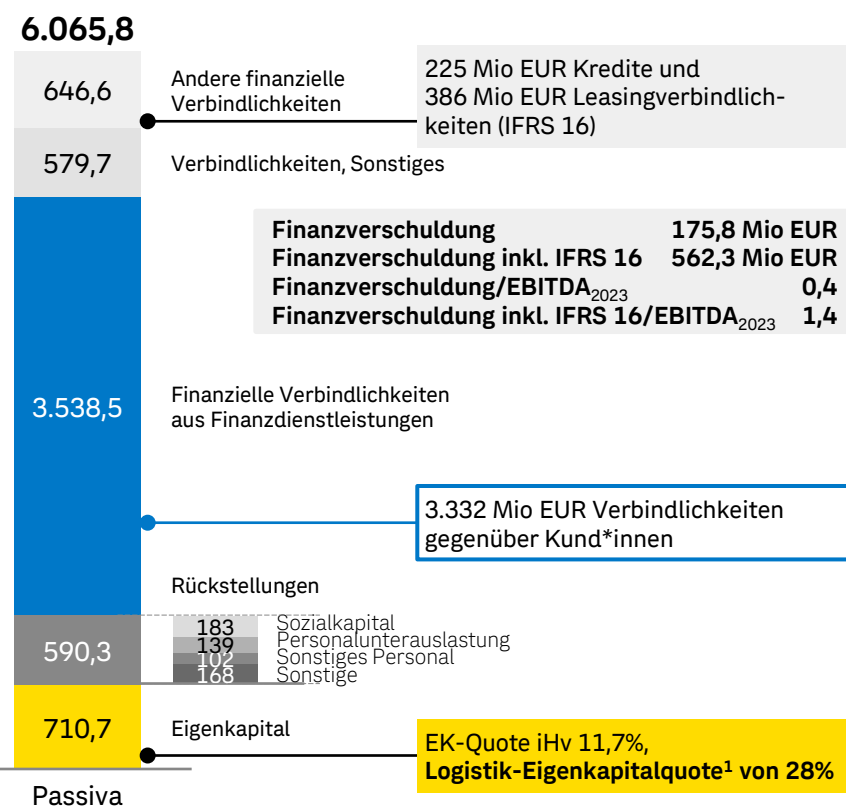 6.065,8
646,6
Andere finanzielle
Verbindlichkeiten
225 Mio EUR Kredite und
386 Mio EUR Leasingverbindlich-
keiten (IFRS 16)
579,7
Verbindlichkeiten, Sonstiges
Finanzverschuldung 175,8 Mio EUR
Finanzverschuldung inkl. IFRS 16 562,3 Mio EUR
Finanzverschuldung/EBITDA2023 0,4
Finanzverschuldung inkl. IFRS 16/EBITDA2023 1,4
3.538,5
Finanzielle Verbindlichkeiten
aus Finanzdienstleistungen
3.332 Mio EUR Verbindlichkeiten
gegenüber Kund*innen
Rückstellungen
590,3
183 Sozialkapital
139 Personalunterauslastung
102 Sonstiges Personal
168 Sonstige
710,7
Eigenkapital
EK-Quote iHv 11,7%,
Logistik-Eigenkapitalquote¹ von 28%
Passiva